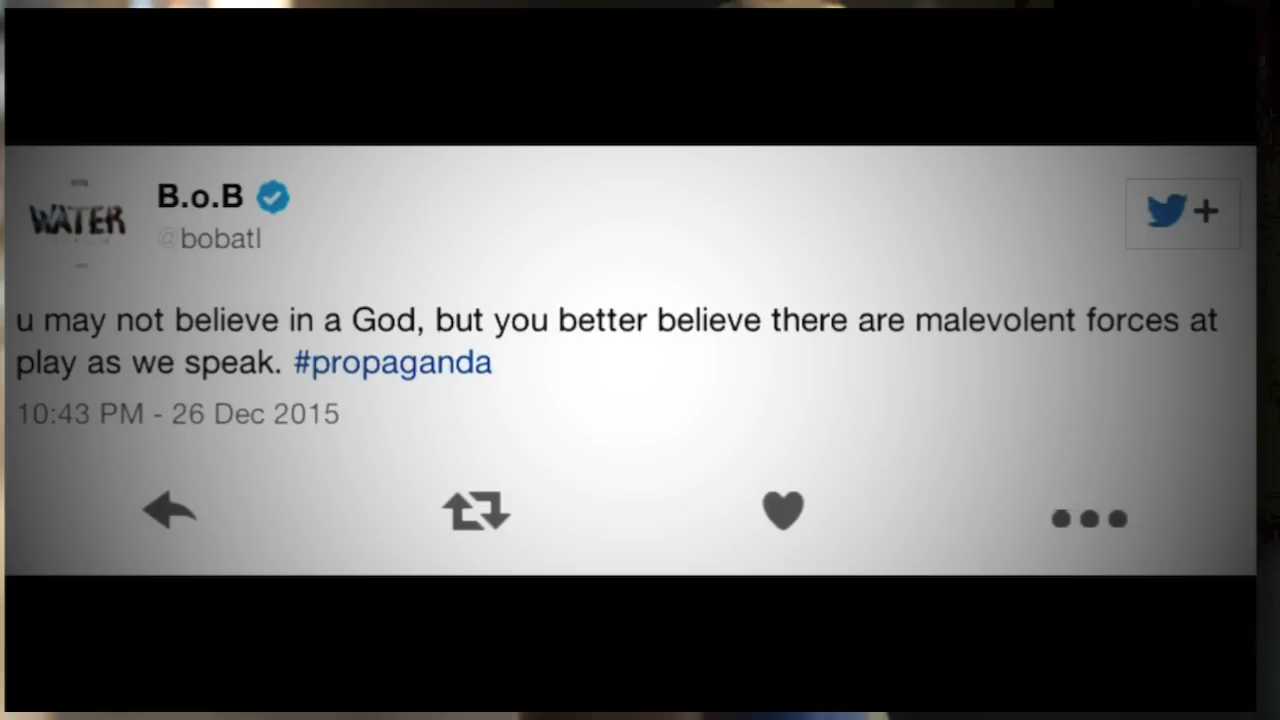 WATER
B.o.B
@bobatl
u may not believe in a God, but you better believe there are malevolent forces at
play as we speak. #propaganda
10:43 PM - 26 Dec 2015